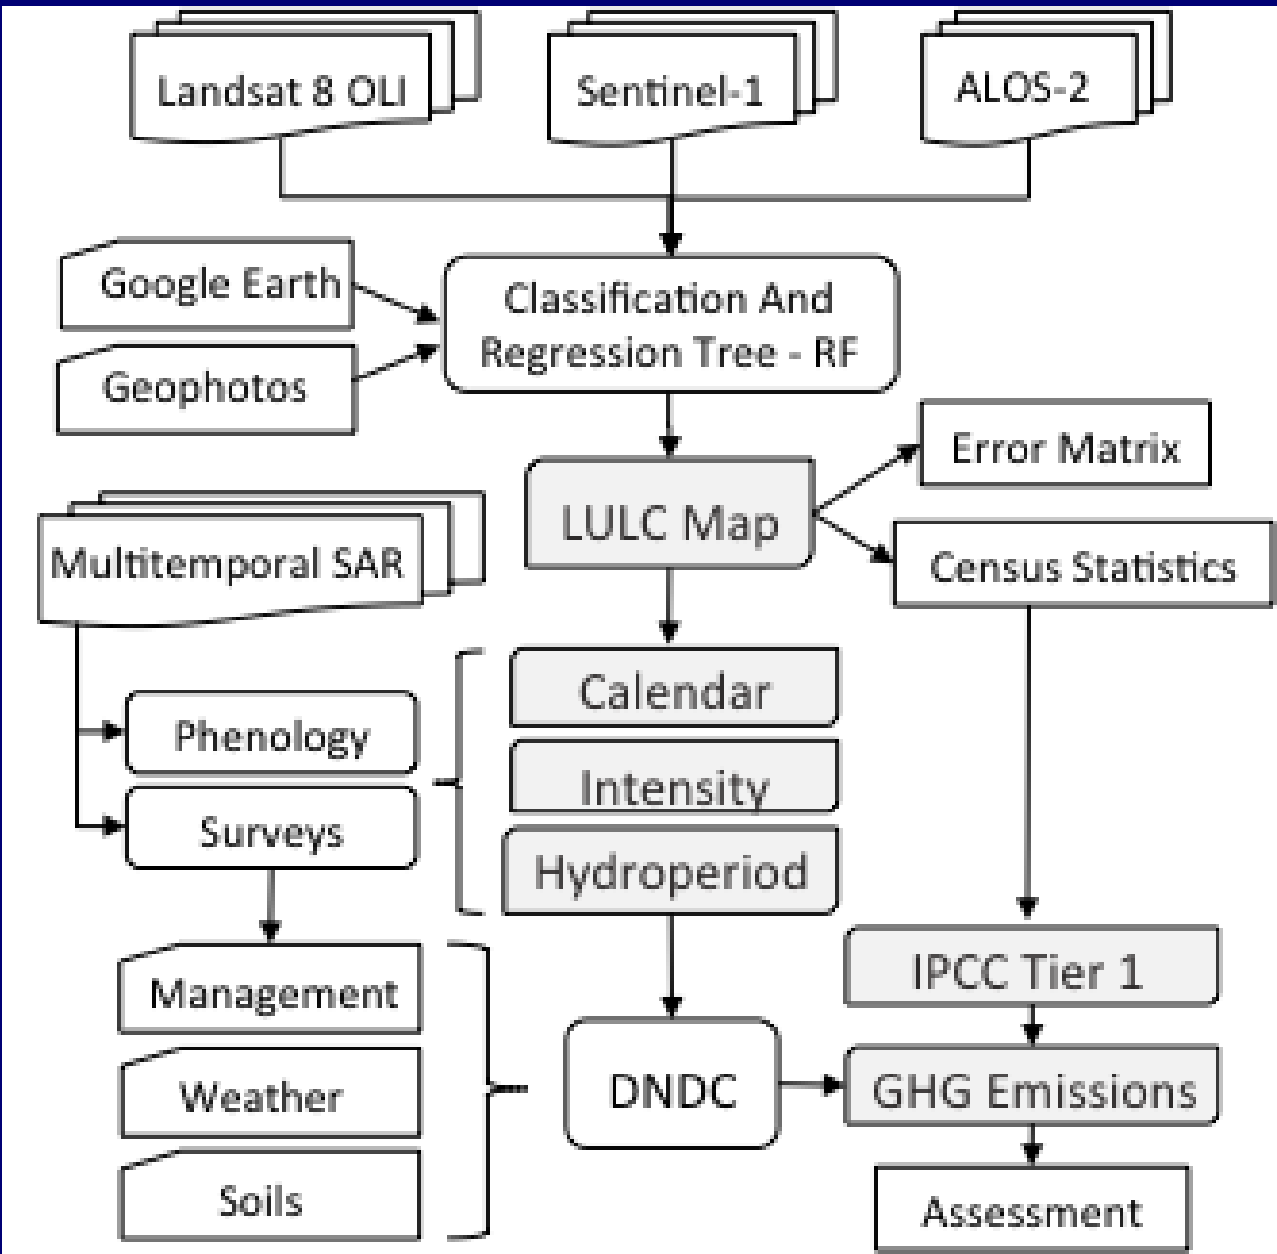 Landsat 8 OLI
Sentinel-1
ALOS-2
Google Earth
Geophotos
Classification And
Regression Tree - RF
LULC Map
Error Matrix
Census Statistics
Multitemporal SAR
Phenology
Surveys
Calendar
Intensity
Hydroperiod
Management
Weather
Soils
DNDC
IPCC Tier 1
GHG Emissions
Assessment